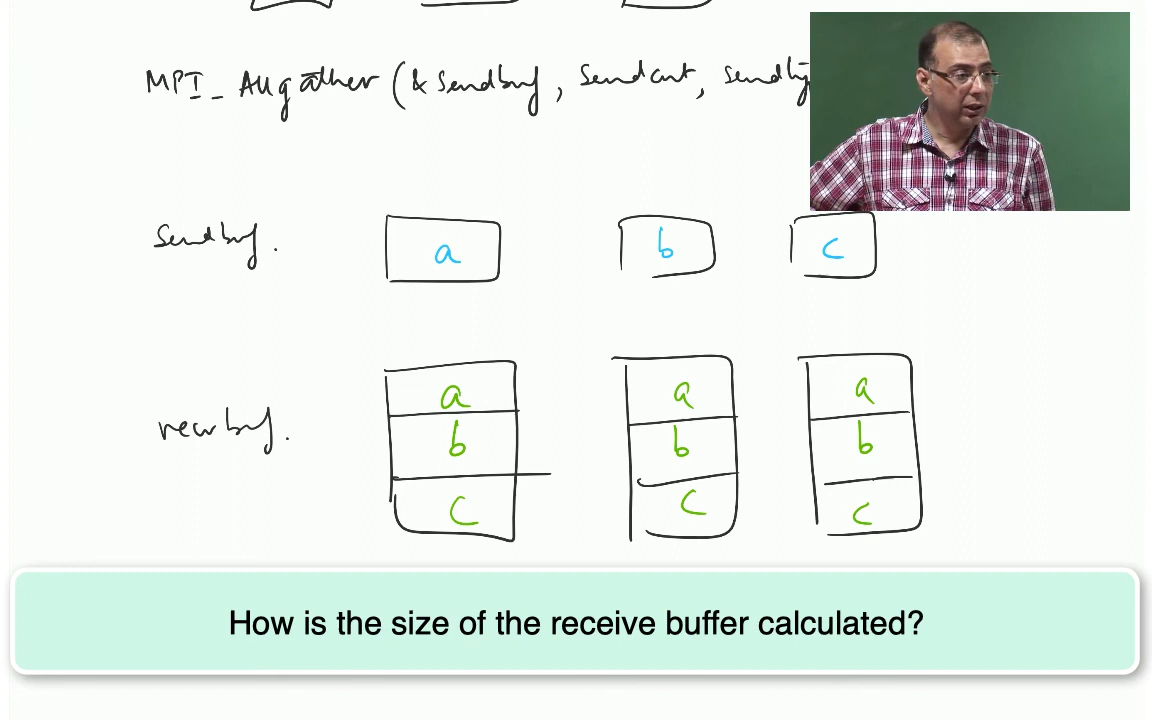 MPI_Allgather (& Sendbuf, Sendcnt, sendty
Sendbuf. a b c
recvbuf. a a a
b b b
c c c
How is the size of the receive buffer calculated?